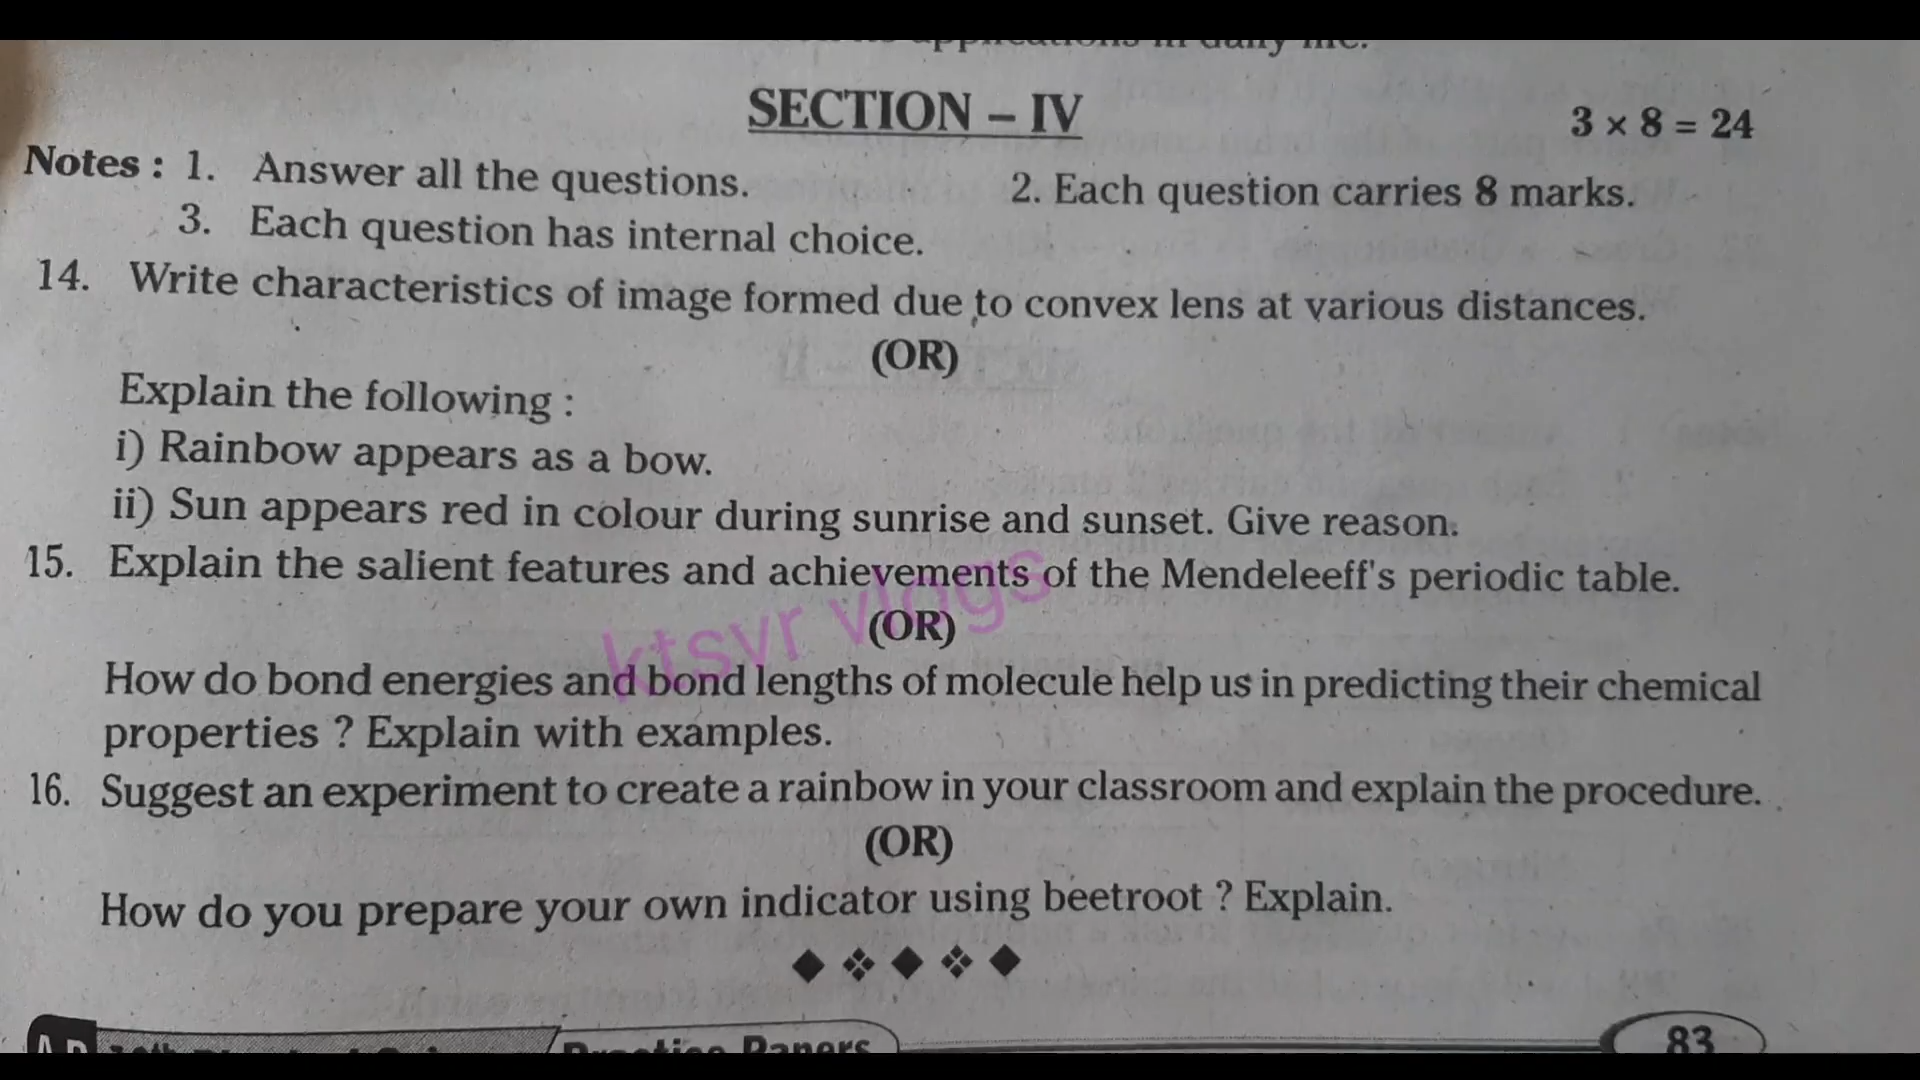 applications in daily life.
SECTION – IV
3 × 8 = 24
Notes : 1. Answer all the questions. 2. Each question carries 8 marks.
3. Each question has internal choice.
14. Write characteristics of image formed due to convex lens at various distances.
(OR)
Explain the following :
i) Rainbow appears as a bow.
ii) Sun appears red in colour during sunrise and sunset. Give reason.
15. Explain the salient features and achievements of the Mendeleeff's periodic table.
ktsvr vlogs
(OR)
How do bond energies and bond lengths of molecule help us in predicting their chemical
properties ? Explain with examples.
16. Suggest an experiment to create a rainbow in your classroom and explain the procedure.
(OR)
How do you prepare your own indicator using beetroot ? Explain.
Practice Papers
83